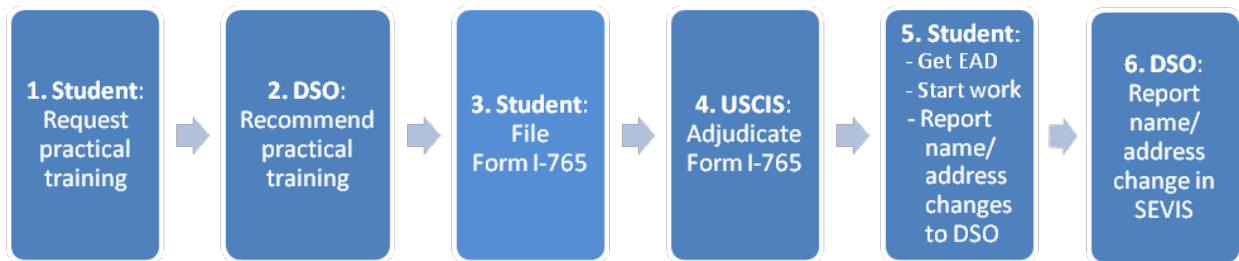 1. Student:
Request
practical
training
2. DSO:
Recommend
practical
training
3. Student:
File
Form I-765
4. USCIS:
Adjudicate
Form I-765
5. Student:
- Get EAD
- Start work
- Report
name/
address
changes
to DSO
6. DSO:
Report
name/
address
change in
SEVIS